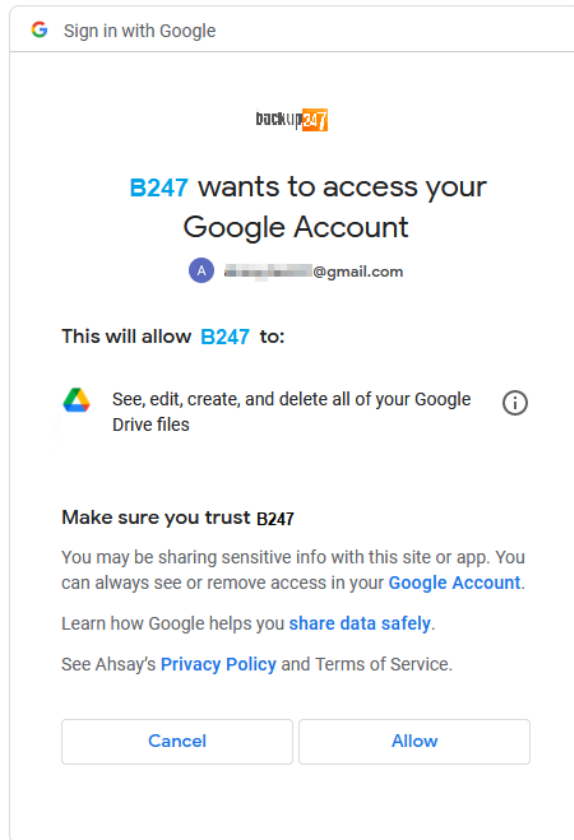 Sign in with Google
backup247
B247 wants to access your
Google Account
A @gmail.com
This will allow B247 to:
See, edit, create, and delete all of your Google
Drive files
Make sure you trust B247
You may be sharing sensitive info with this site or app. You
can always see or remove access in your Google Account.
Learn how Google helps you share data safely.
See Ahsay's Privacy Policy and Terms of Service.
Cancel
Allow